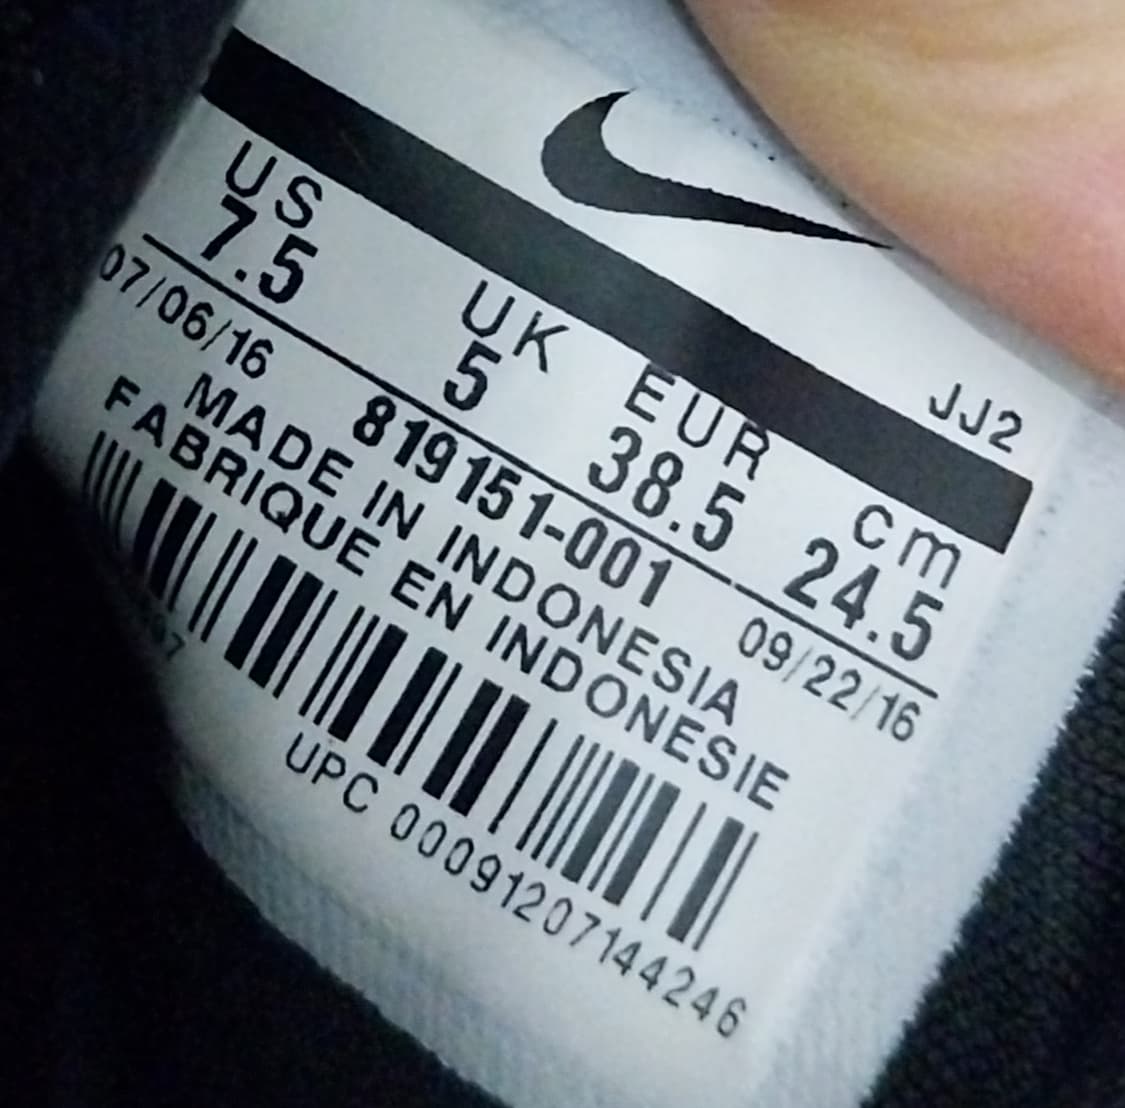 JJ2
US UK EUR cm
7.5 5 38.5 24.5
07/06/16 819151-001 09/22/16
MADE IN INDONESIA
FABRIQUE EN INDONESIE
UPC 00091207144246